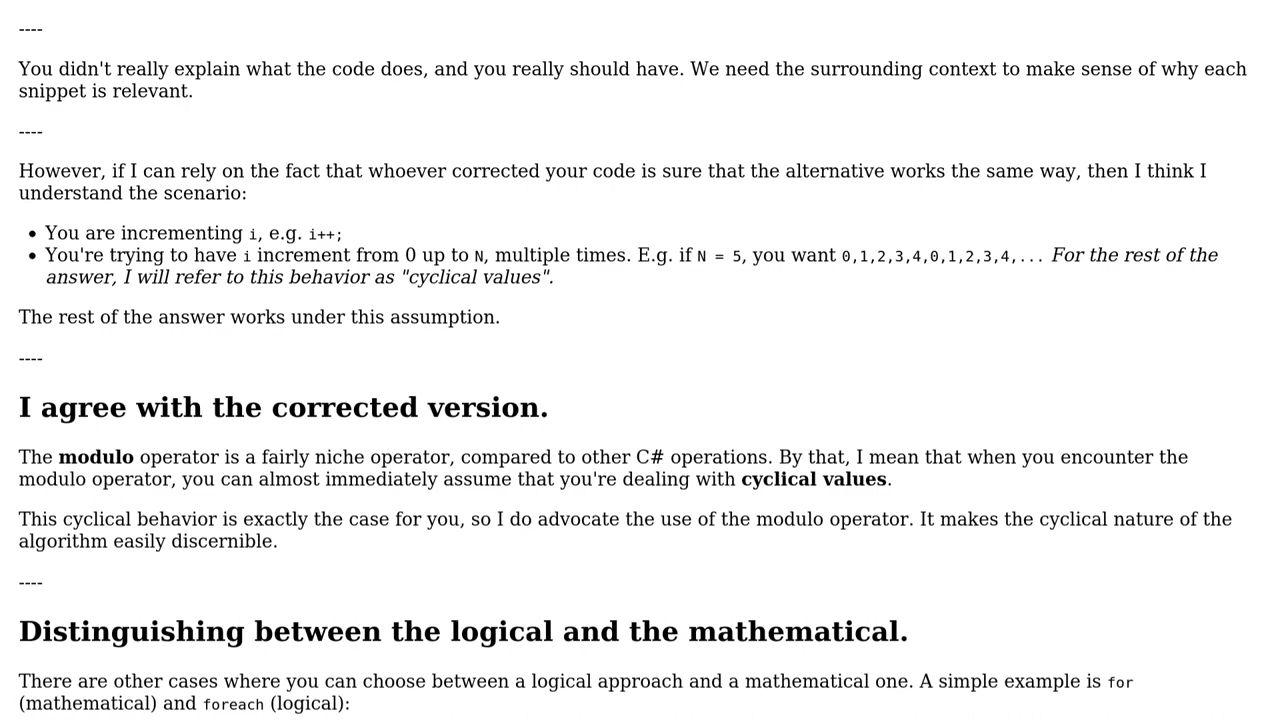 ----
You didn't really explain what the code does, and you really should have. We need the surrounding context to make sense of why each
snippet is relevant.
----
However, if I can rely on the fact that whoever corrected your code is sure that the alternative works the same way, then I think I
understand the scenario:
• You are incrementing i, e.g. i++;
• You're trying to have i increment from 0 up to N, multiple times. E.g. if N = 5, you want 0,1,2,3,4,0,1,2,3,4,... For the rest of the
answer, I will refer to this behavior as "cyclical values".
The rest of the answer works under this assumption.
----
I agree with the corrected version.
The modulo operator is a fairly niche operator, compared to other C# operations. By that, I mean that when you encounter the
modulo operator, you can almost immediately assume that you're dealing with cyclical values.
This cyclical behavior is exactly the case for you, so I do advocate the use of the modulo operator. It makes the cyclical nature of the
algorithm easily discernible.
----
Distinguishing between the logical and the mathematical.
There are other cases where you can choose between a logical approach and a mathematical one. A simple example is for
(mathematical) and foreach (logical):